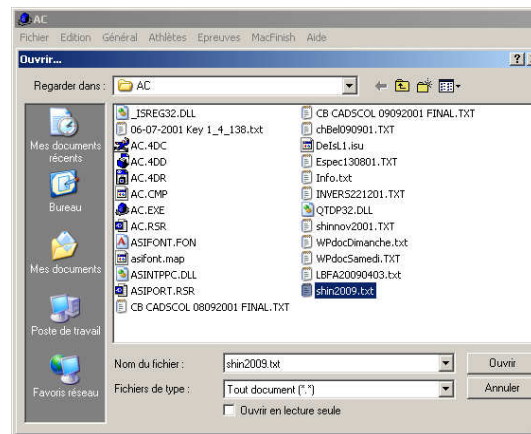 AC
Fichier Edition Général Athlètes Epreuves MacFinish Aide
Ouvrir...
Regarder dans : AC
Mes documents récents
Bureau
Mes documents
Poste de travail
Favoris réseau
_ISREG32.DLL
06-07-2001 Key 1_4_138.txt
AC.4DC
AC.4DD
AC.4DR
AC.CMP
AC.EXE
AC.RSR
ASIFONT.FON
asifont.map
ASINTPPC.DLL
ASIPORT.RSR
CB CADSCOL 08092001 FINAL.TXT
CB CADSCOL 09092001 FINAL.TXT
chBel090901.TXT
DeIsL1.isu
Espec130801.TXT
Info.txt
INVERS221201.TXT
QTDP32.DLL
shinnov2001.TXT
WPdocDimanche.txt
WPdocSamedi.TXT
LBFA20090403.txt
shin2009.txt
Nom du fichier : shin2009.txt Ouvrir
Fichiers de type : Tout document (*.*) Annuler
Ouvrir en lecture seule